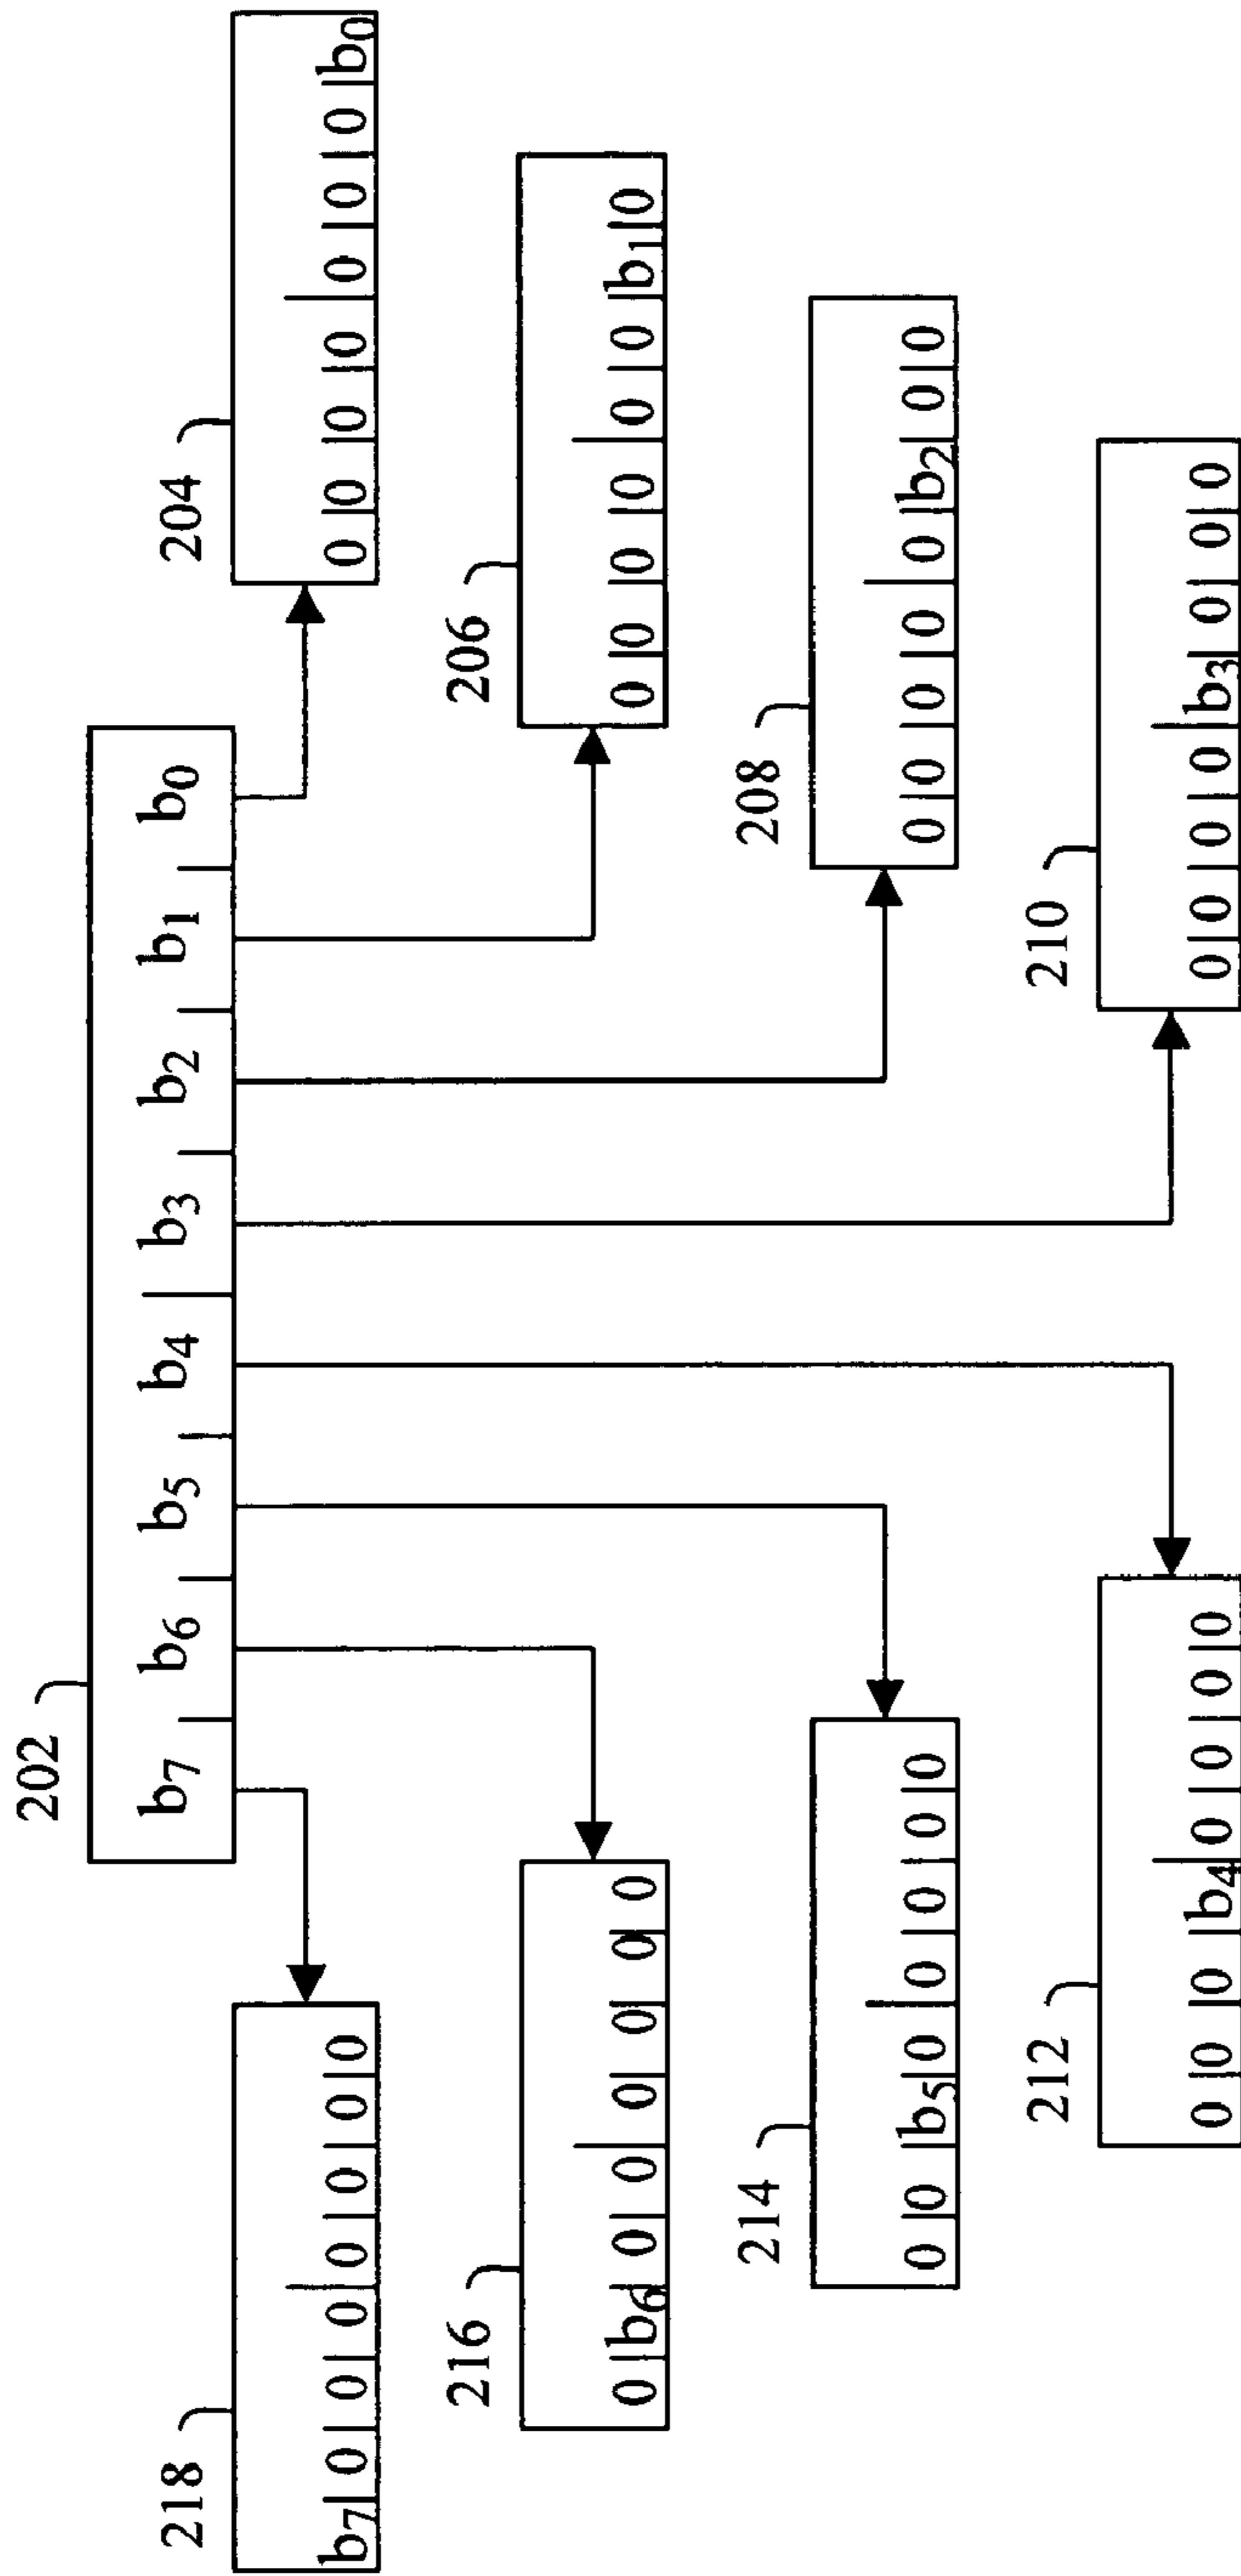 202
b7 b6 b5 b4 b3 b2 b1 b0
218 204
b7 0 0 0 0 0 0 0
0 0 0 0 0 0 0 b0
216 206
0 b6 0 0 0 0 0 0
0 0 0 0 0 0 b1 0
214 208
0 0 b5 0 0 0 0 0
0 0 0 0 0 b2 0 0
212 210
0 0 0 b4 0 0 0 0
0 0 0 0 b3 0 0 0